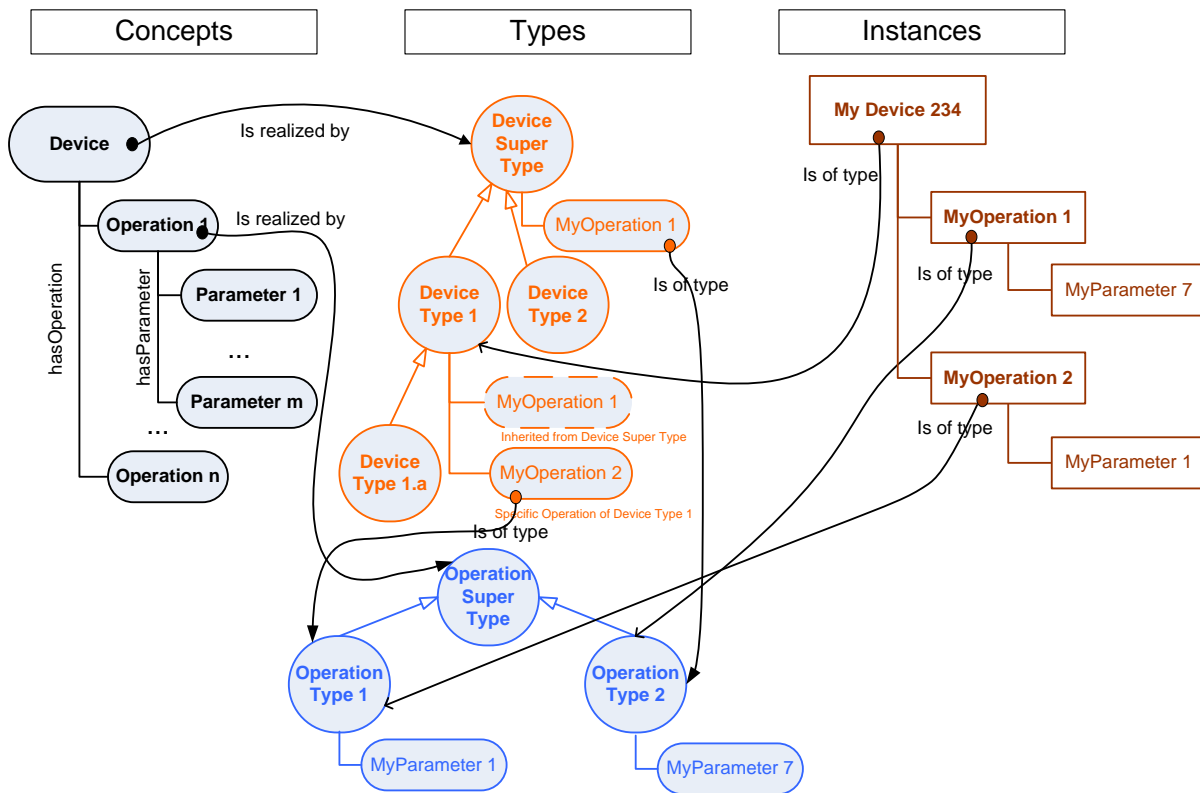 Concepts
Types
Instances
Device
Is realized by
Operation 1
Is realized by
hasOperation
hasParameter
Parameter 1
...
Parameter m
...
Operation n
Device
Super
Type
MyOperation 1
Is of type
Device
Type 1
Device
Type 2
MyOperation 1
Inherited from Device Super Type
Device
Type 1.a
MyOperation 2
Specific Operation of Device Type 1
Is of type
Operation
Super
Type
Operation
Type 1
Operation
Type 2
MyParameter 1
MyParameter 7
My Device 234
Is of type
MyOperation 1
Is of type
MyParameter 7
MyOperation 2
Is of type
MyParameter 1